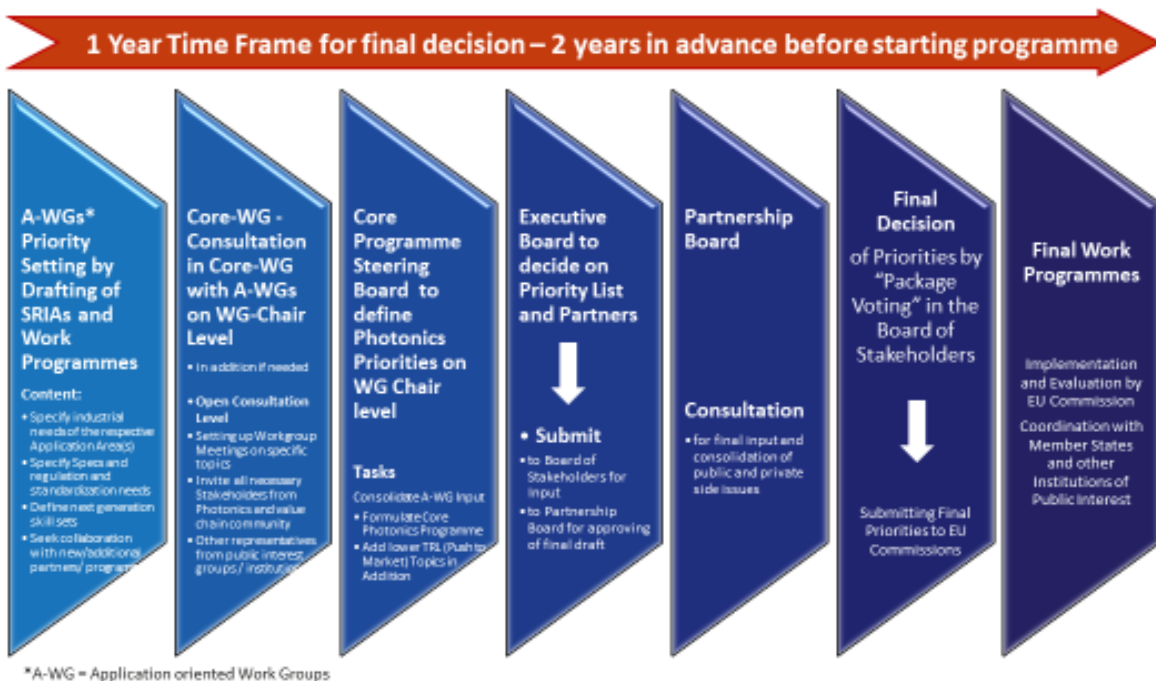 1 Year Time Frame for final decision – 2 years in advance before starting programme
A-WGs*
Priority
Setting by
Drafting of
SRIAs and
Work
Programmes
Content:
• Specify industrial
needs of the respective
Application Area(s)
• Specify Specs and
regulation and
standardization needs
• Define next generation
skill sets
• Seek collaboration
with new/additional
partners/
Core-WG -
Consultation
in Core-WG
with A-WGs
on WG-Chair
Level
• in addition if needed
• Open Consultation
Level
• Setting up Workgroup
Meetings on specific
topics
• Invite all necessary
Stakeholders from
Photonics and value
chain community
• Other representatives
from public interest
groups /
Core
Programme
Steering
Board to
define
Photonics
Priorities on
WG Chair
level
Tasks
Consolidate A-WG Input
• Formulate Core
Photonics Programme
• Add lower TRL (Push to
Market) Topics in
Addition
Executive
Board to
decide on
Priority List
and Partners
• Submit
• to Board of
Stakeholders for
Input
• to Partnership
Board for approving
of final draft
Partnership
Board
Consultation
• for final input and
consolidation of
public and private
side issues
Final
Decision
of Priorities by
"Package
Voting" in the
Board of
Stakeholders
Submitting Final
Priorities to EU
Commissions
Final Work
Programmes
Implementation
and Evaluation by
EU Commission
Coordination with
Member States
and other
Institutions of
Public Interest
*A-WG = Application oriented Work Groups